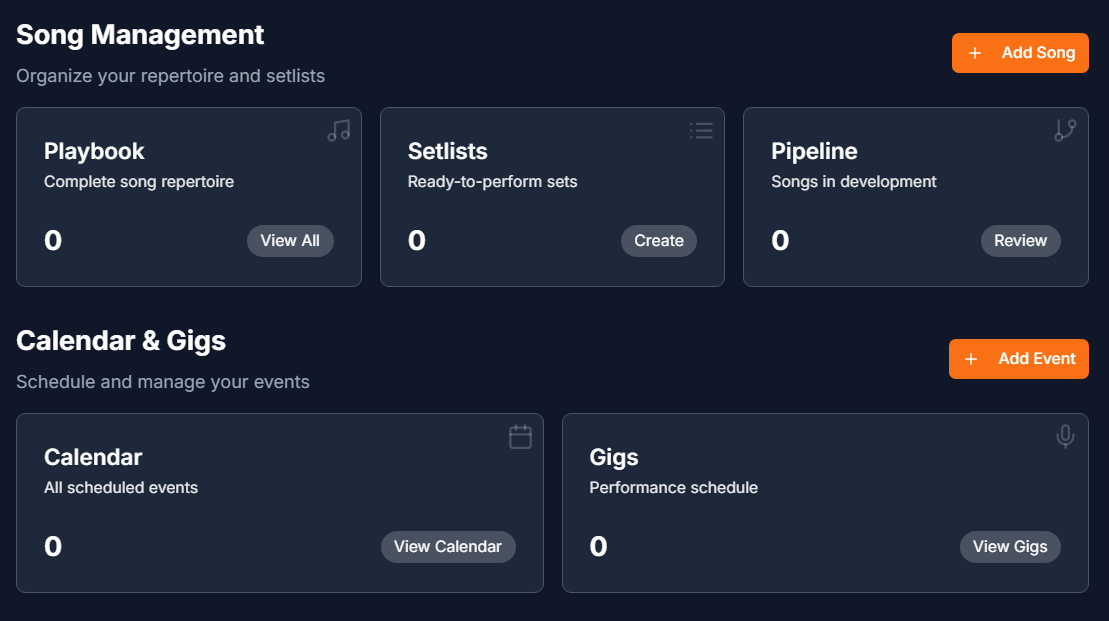 Song Management
Organize your repertoire and setlists
+ Add Song
Playbook
Complete song repertoire
0
View All
Setlists
Ready-to-perform sets
0
Create
Pipeline
Songs in development
0
Review
Calendar & Gigs
Schedule and manage your events
+ Add Event
Calendar
All scheduled events
0
View Calendar
Gigs
Performance schedule
0
View Gigs